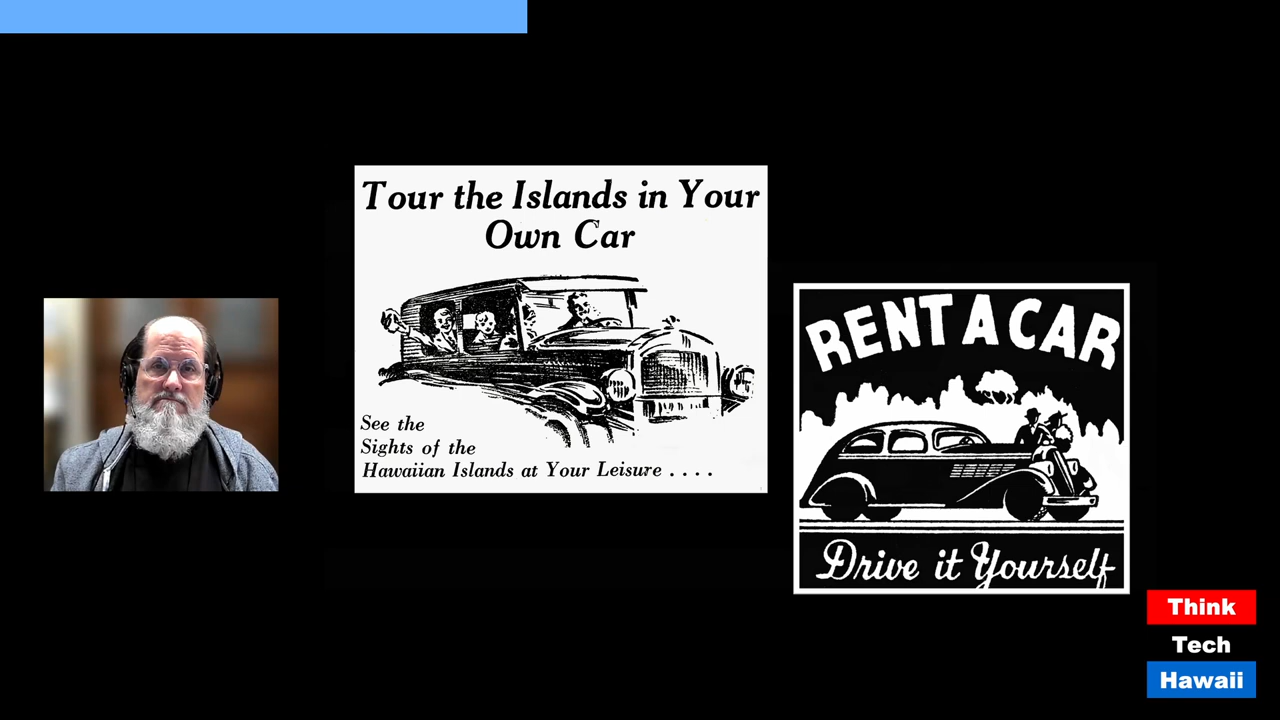 Tour the Islands in Your
Own Car
See the
Sights of the
Hawaiian Islands at Your Leisure . . . .
RENT A CAR
Drive it Yourself
Think
Tech
Hawaii